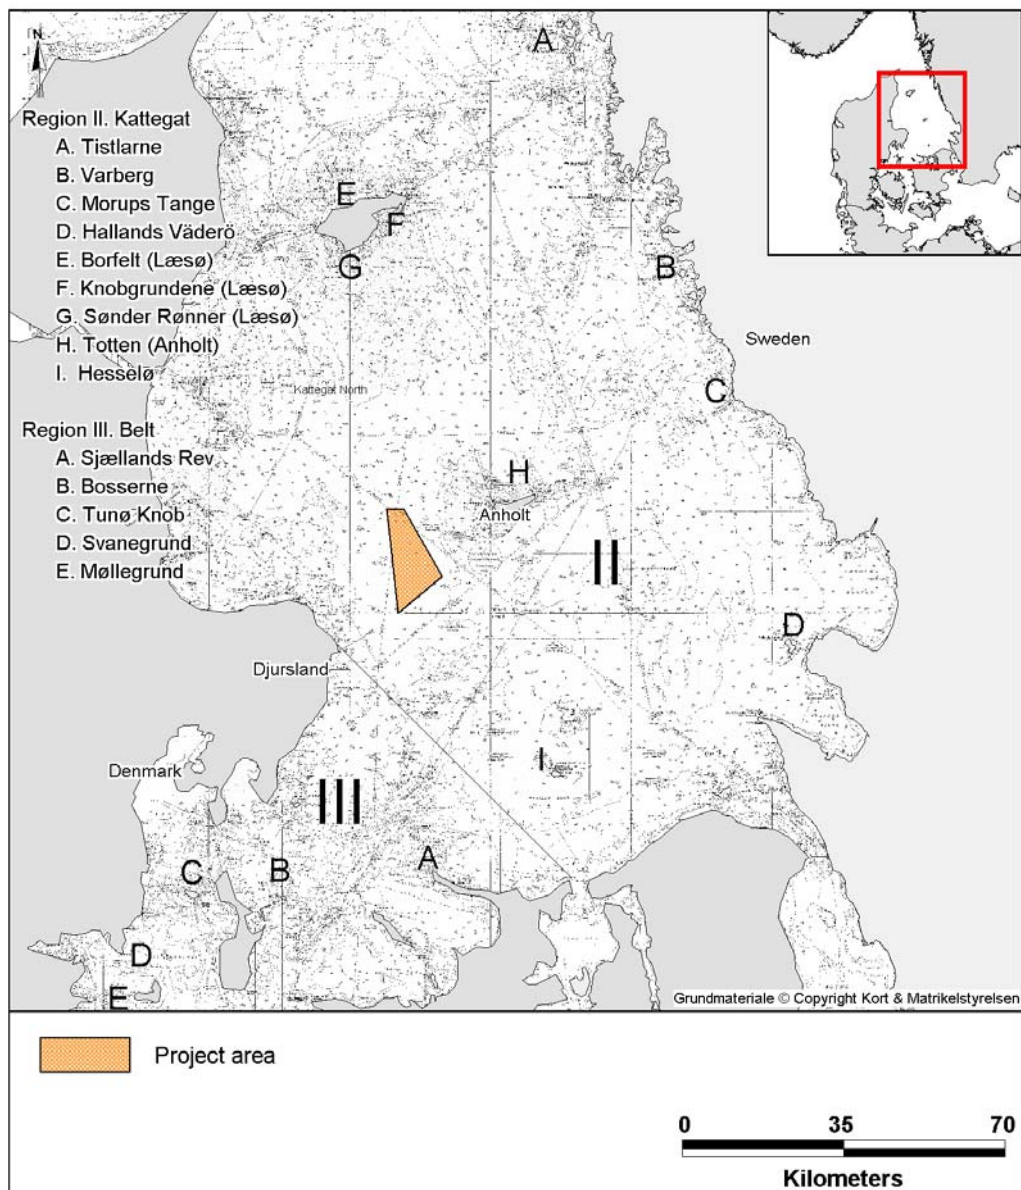 N
Region II. Kattegat
A. Tistlarne
B. Varberg
C. Morups Tange
D. Hallands Väderö
E. Borfelt (Læsø)
F. Knobgrundene (Læsø)
G. Sønder Rønner (Læsø)
H. Totten (Anholt)
I. Hesselø
Region III. Belt
A. Sjællands Rev
B. Bosserne
C. Tunø Knob
D. Svanegrund
E. Møllegrund
A
E
F
G
B
Sweden
C
Kattegat North
H
Anholt
II
D
Djursland
I
Denmark
III
A
C
B
D
E
Grundmateriale © Copyright Kort & Matrikelstyrelsen
Project area
0 35 70
Kilometers